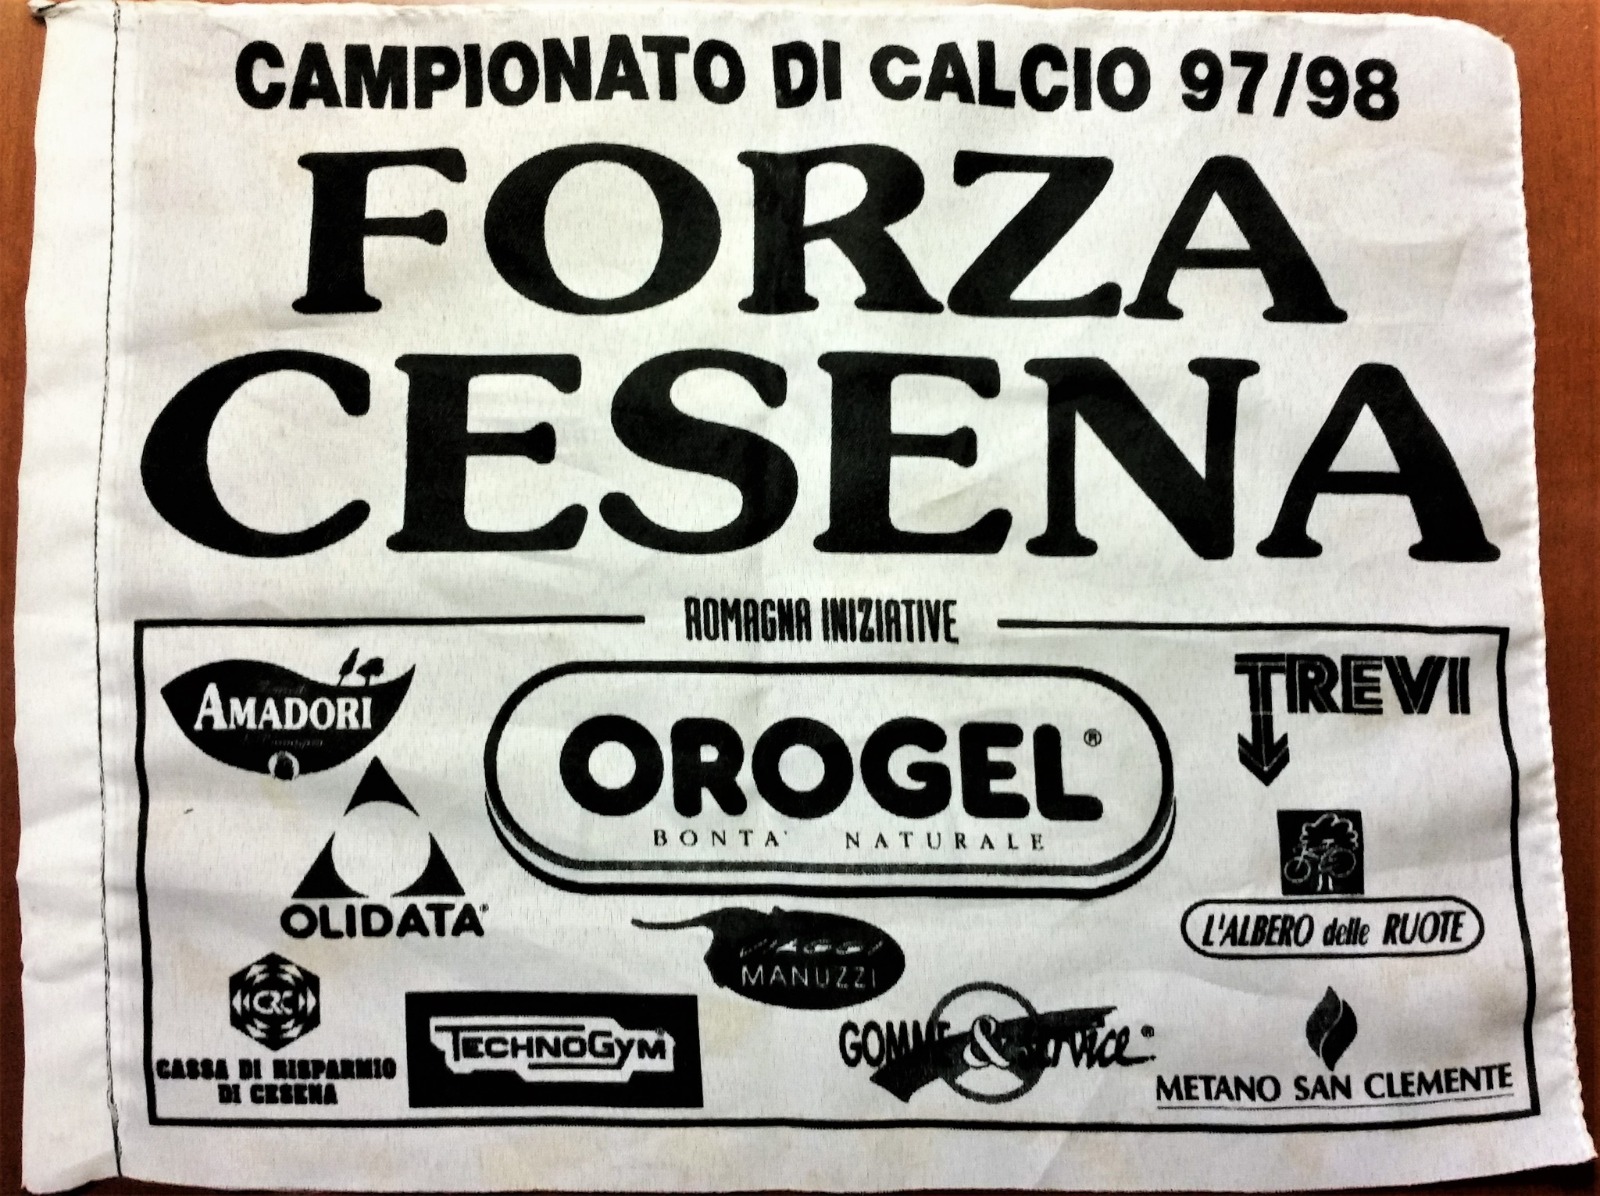 CAMPIONATO DI CALCIO 97/98
FORZA
CESENA
ROMAGNA INIZIATIVE
AMADORI
OROGEL®
BONTA' NATURALE
TREVI
OLIDATA®
L'ALBERO delle RUOTE
VIAGGI
MANUZZI
CRC
CASSA DI RISPARMIO
DI CESENA
TECHNOGYM®
GOMME & Service®
METANO SAN CLEMENTE